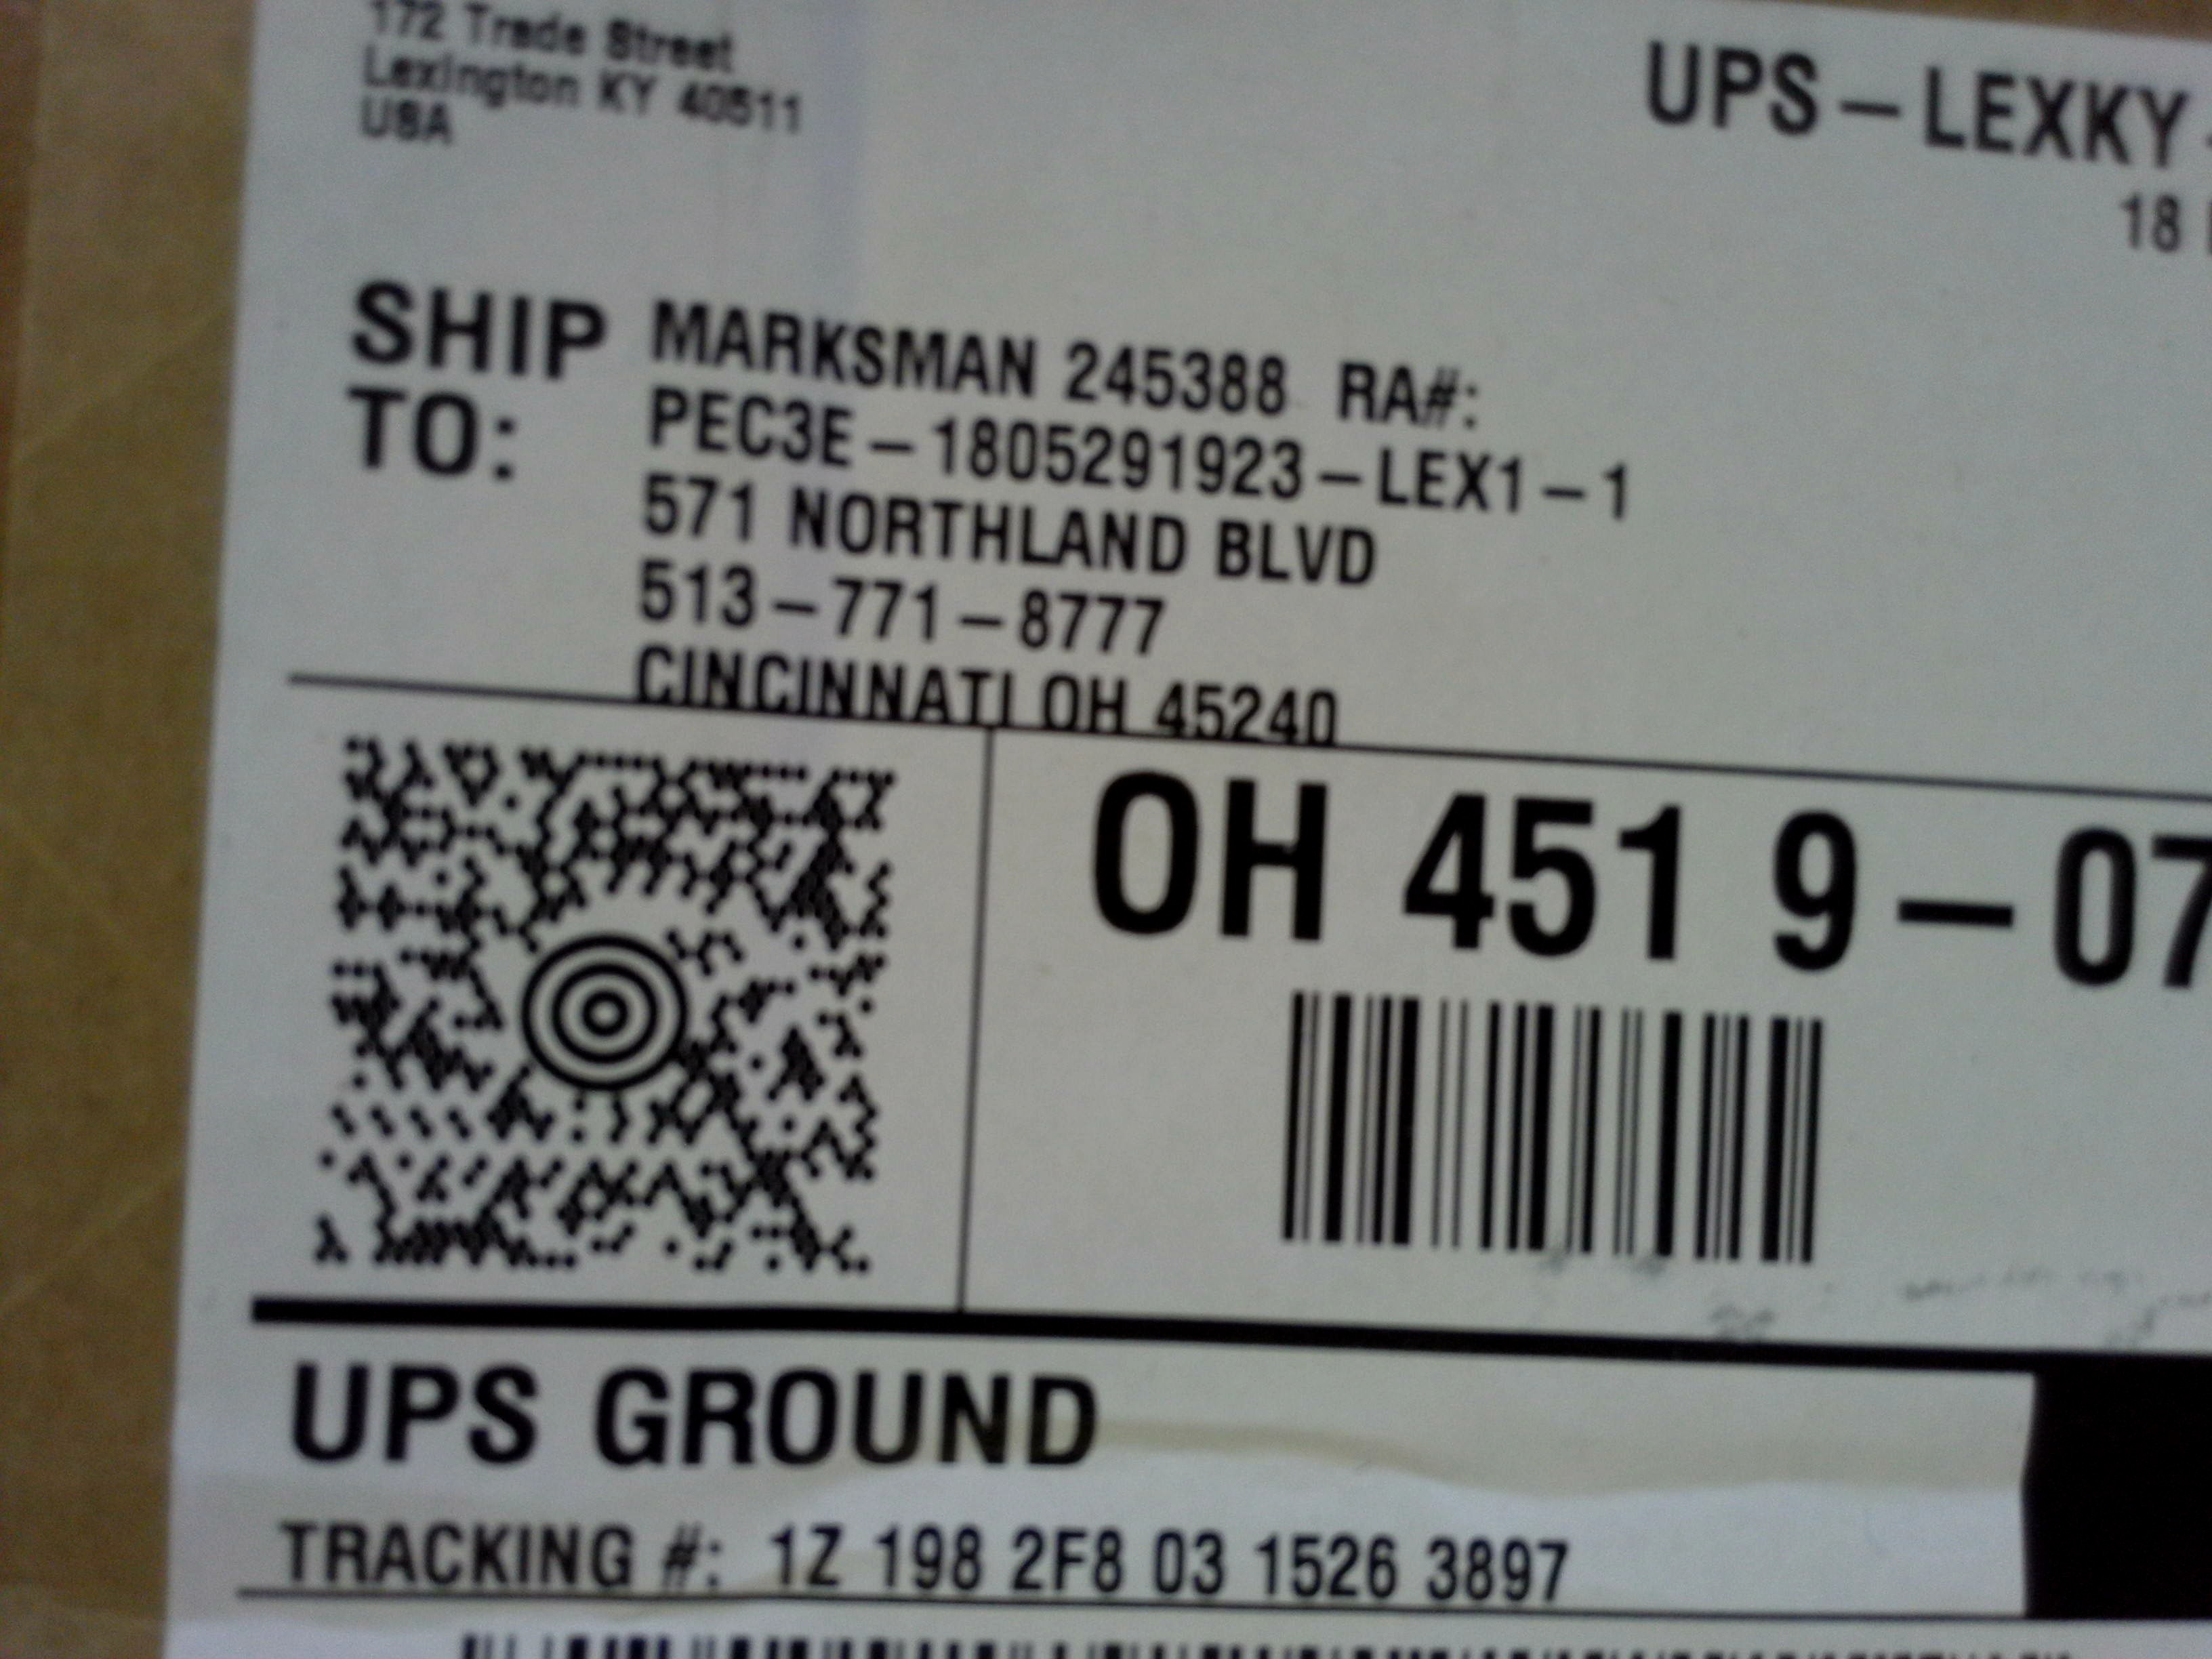 172 Trade Street
Lexington KY 40511
USA
UPS – LEXKY
18
SHIP TO:
MARKSMAN 245388 RA#:
PEC3E – 1805291923 – LEX1 – 1
571 NORTHLAND BLVD
513 – 771 – 8777
CINCINNATI OH 45240
OH 451 9 – 07
UPS GROUND
TRACKING #: 1Z 198 2F8 03 1526 3897